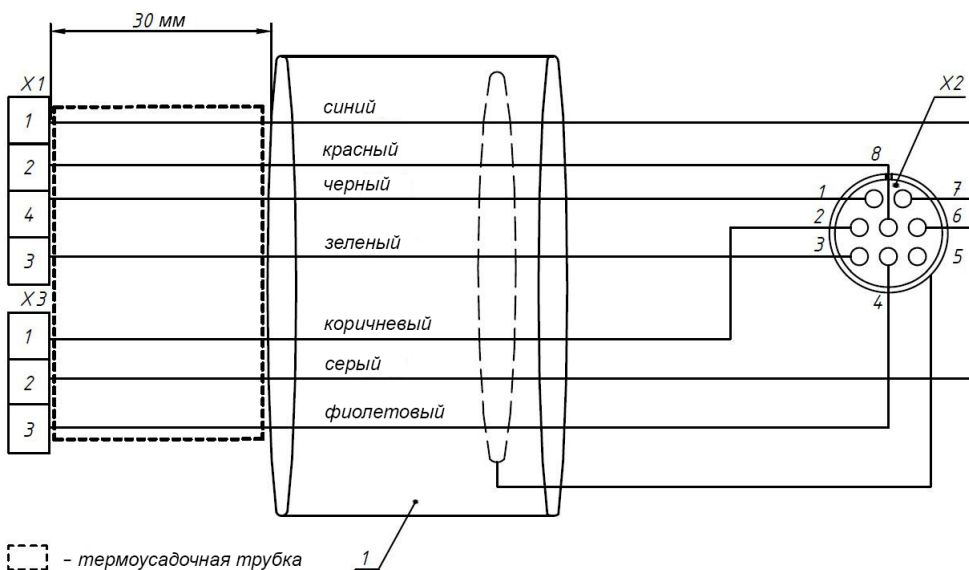 30 мм
X1
X2
1
синий
2
красный
8
4
черный
1
7
2
6
3
зеленый
3
5
X3
4
1
коричневый
2
серый
3
фиолетовый
- термоусадочная трубка
1